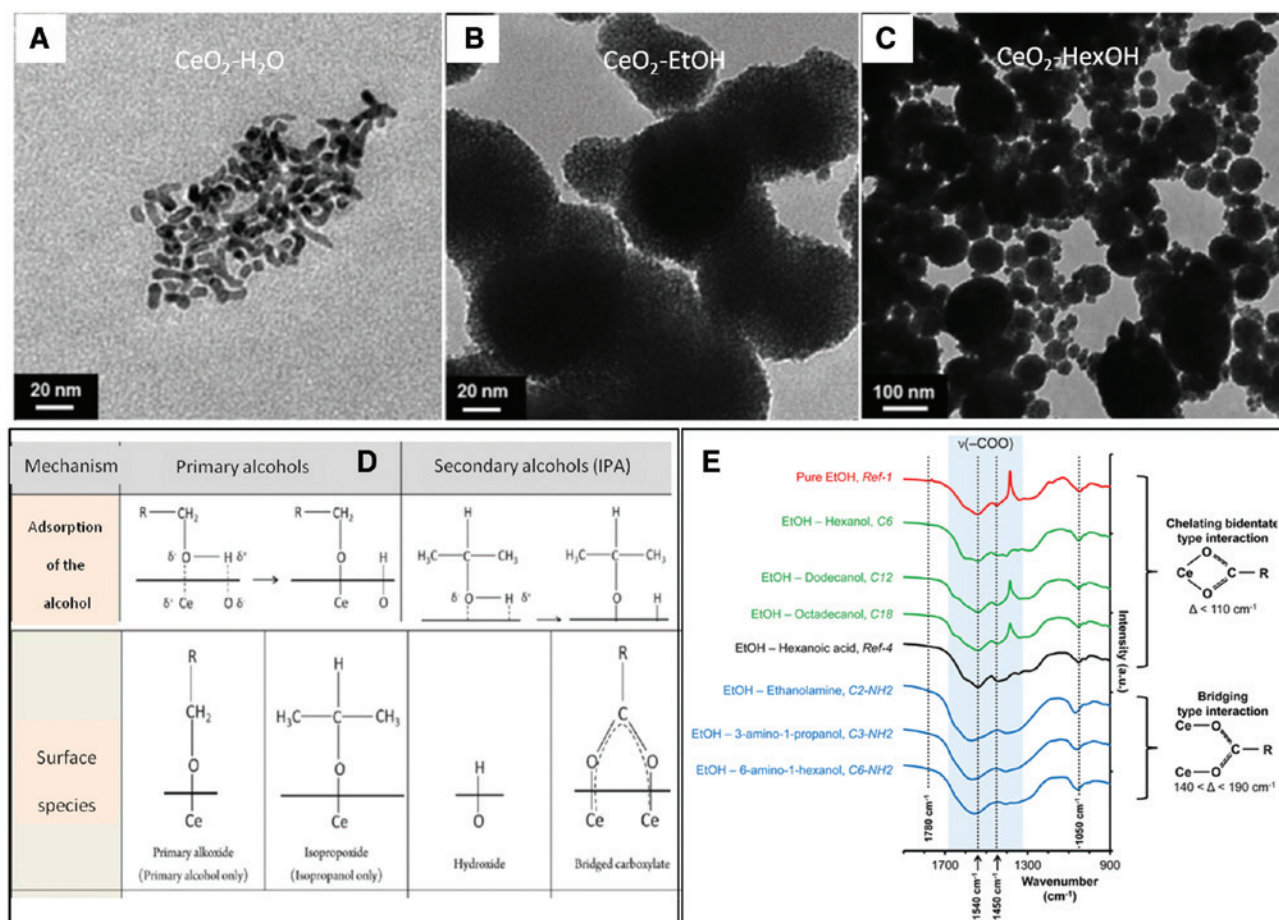 A
CeO₂-H₂O
20 nm
B
CeO₂-EtOH
20 nm
C
CeO₂-HexOH
100 nm
D
Mechanism
Primary alcohols
Secondary alcohols (IPA)
Adsorption
of the
alcohol
R—CH₂
O
H
δ⁻
δ⁺
δ⁺
Ce
O
δ⁻
R—CH₂
O
H
Ce
O
H
H₃C—C—CH₃
δ⁻
O—H
δ⁺
H
H₃C—C—CH₃
O
H
Surface
species
R
CH₂
O
Ce
Primary alkoxide
(Primary alcohol only)
H
H₃C—C—CH₃
O
Ce
Isopropoxide
(Isopropanol only)
H
O
Hydroxide
R
C
O O
Ce Ce
Bridged carboxylate
E
ν(–COO)
Pure EtOH, Ref-1
EtOH – Hexanol, C6
EtOH – Dodecanol, C12
EtOH – Octadecanol, C18
EtOH – Hexanoic acid, Ref-4
EtOH – Ethanolamine, C2-NH2
EtOH – 3-amino-1-propanol, C3-NH2
EtOH – 6-amino-1-hexanol, C6-NH2
Intensity (a.u.)
Chelating bidentate
type interaction
O
Ce
C—R
O
Δ < 110 cm⁻¹
Bridging
type interaction
Ce—O
C—R
Ce—O
140 < Δ < 190 cm⁻¹
1780 cm⁻¹
1050 cm⁻¹
1700
1300
900
Wavenumber
(cm⁻¹)
1540 cm⁻¹
1450 cm⁻¹